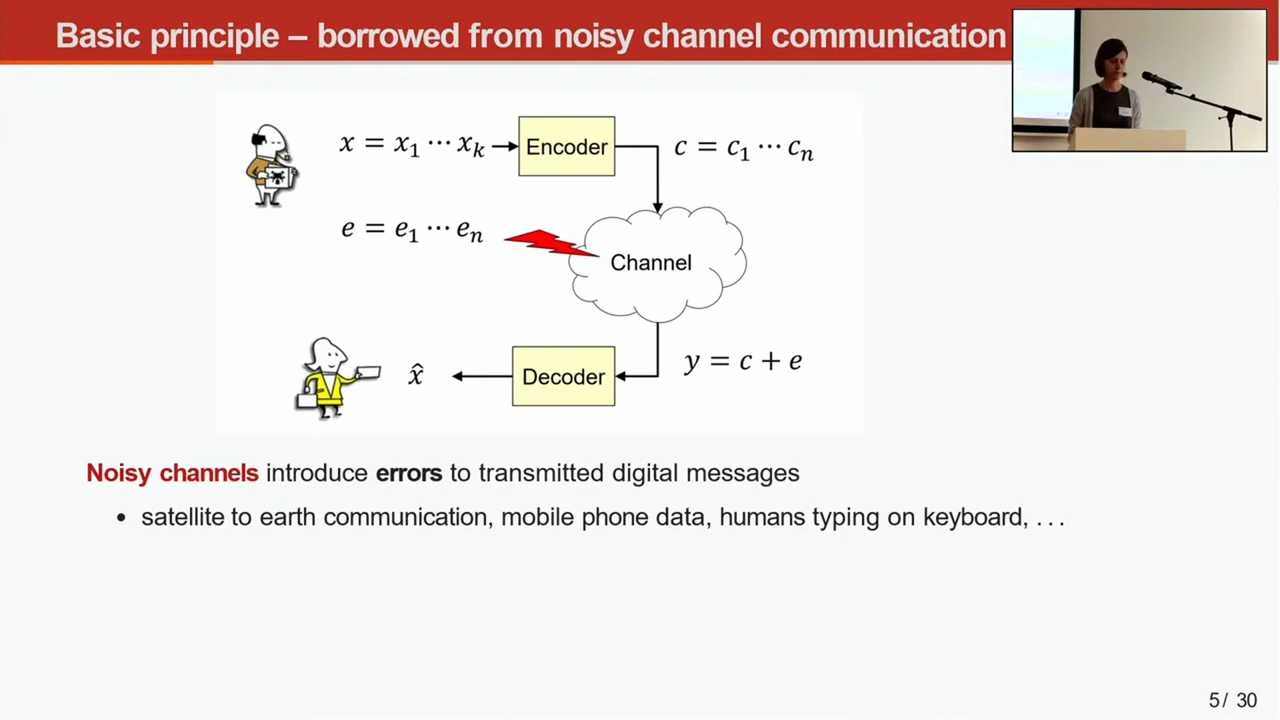 Basic principle – borrowed from noisy channel communication
x = x₁ ⋯ xₖ
Encoder
c = c₁ ⋯ cₙ
e = e₁ ⋯ eₙ
Channel
x̂
Decoder
y = c + e
Noisy channels introduce errors to transmitted digital messages
• satellite to earth communication, mobile phone data, humans typing on keyboard, . . .
5 / 30